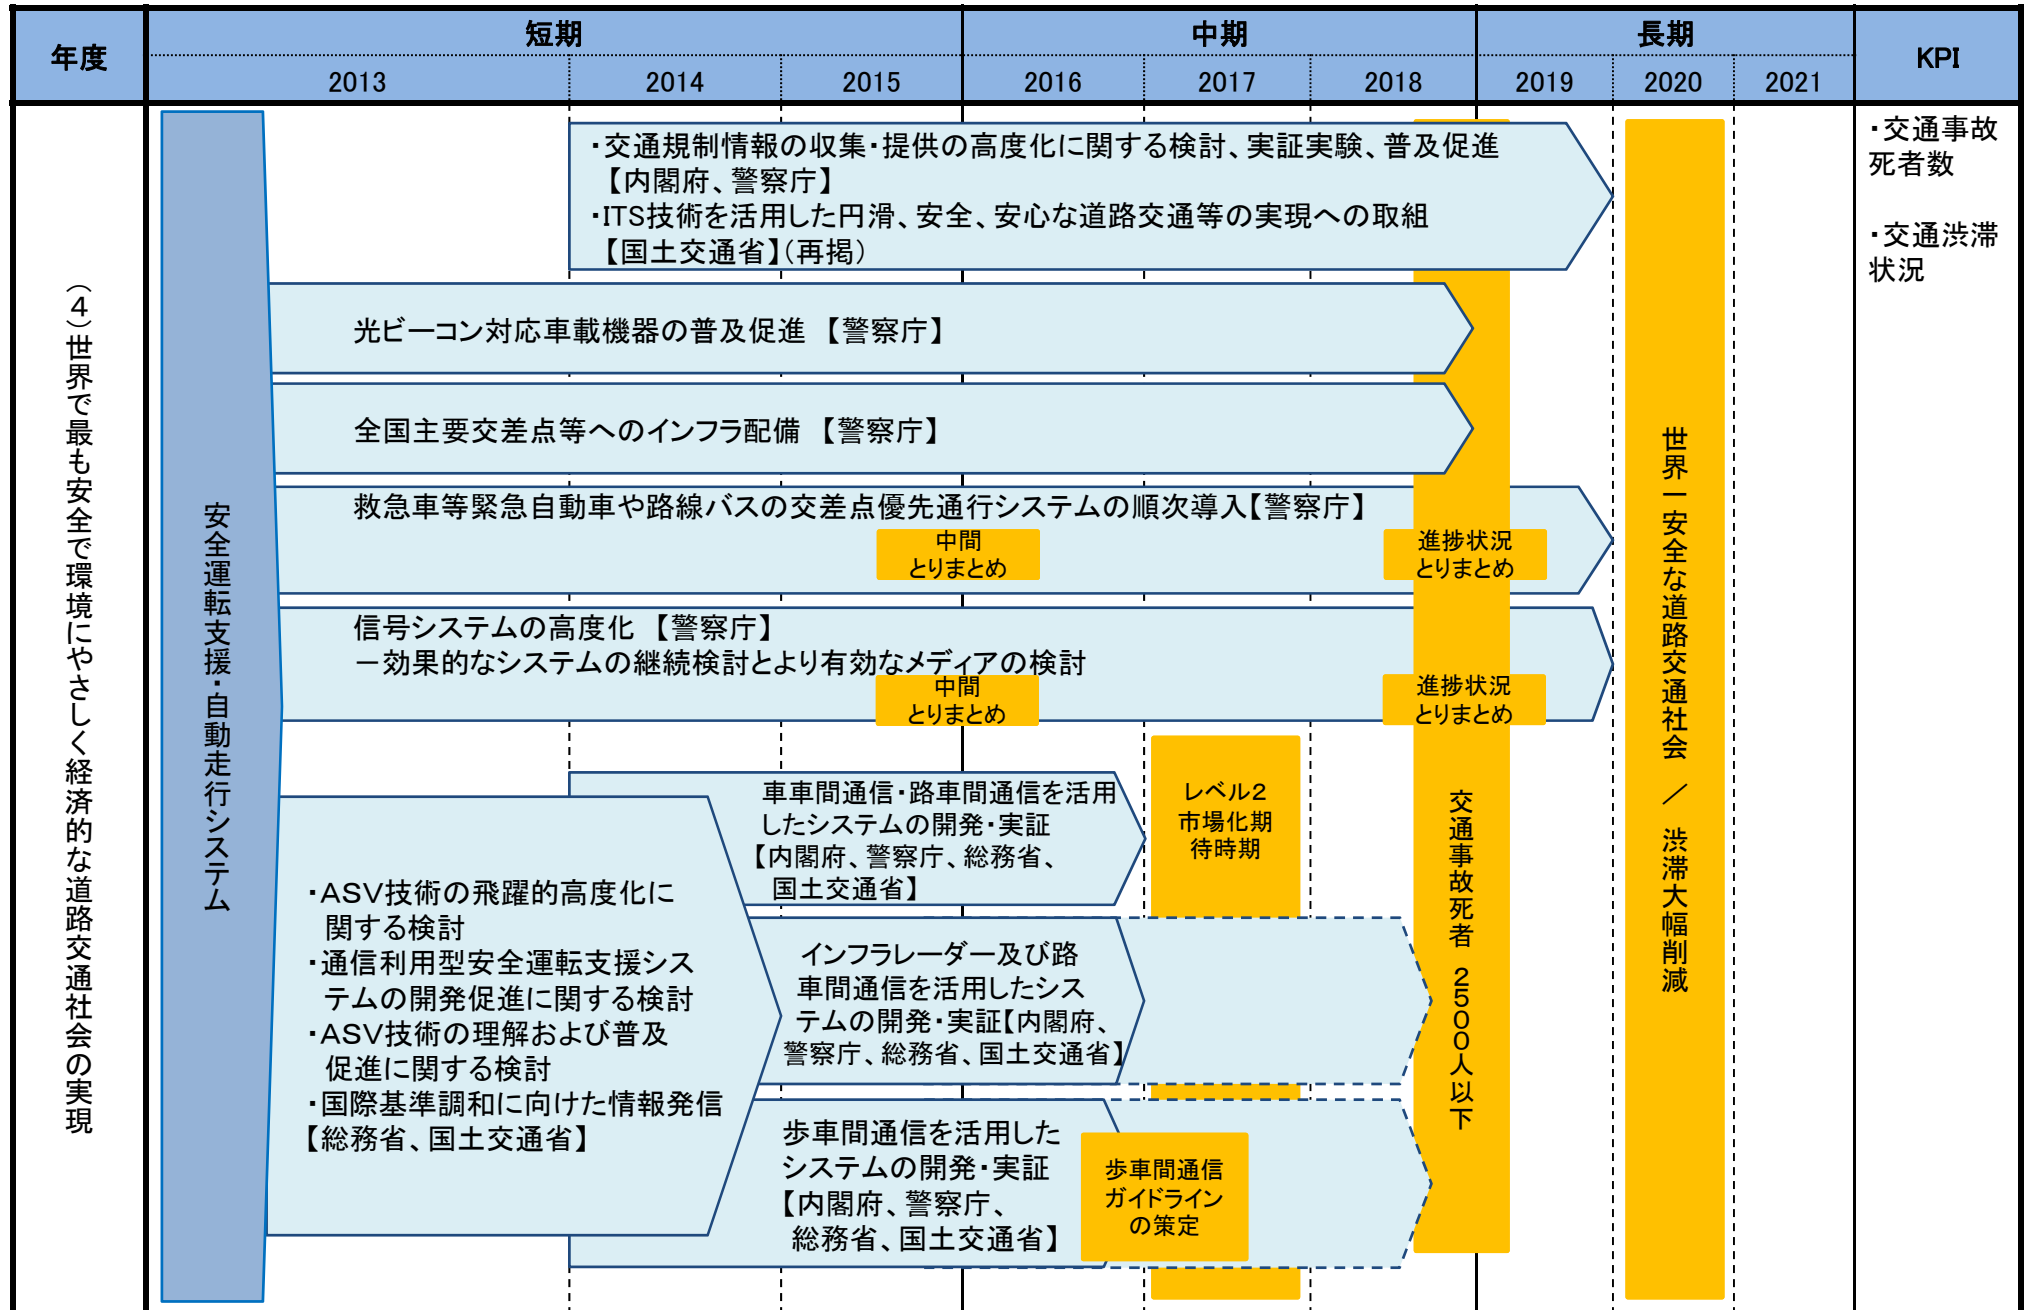 年度
短期
中期
長期
KPI
2013
2014
2015
2016
2017
2018
2019
2020
2021
(4)世界で最も安全で環境にやさしく経済的な道路交通社会の実現
安全運転支援・自動走行システム
・交通規制情報の収集・提供の高度化に関する検討、実証実験、普及促進
【内閣府、警察庁】
・ITS技術を活用した円滑、安全、安心な道路交通等の実現への取組
【国土交通省】(再掲)
光ビーコン対応車載機器の普及促進 【警察庁】
全国主要交差点等へのインフラ配備 【警察庁】
救急車等緊急自動車や路線バスの交差点優先通行システムの順次導入【警察庁】
中間
とりまとめ
進捗状況
とりまとめ
信号システムの高度化 【警察庁】
－効果的なシステムの継続検討とより有効なメディアの検討
中間
とりまとめ
進捗状況
とりまとめ
・ASV技術の飛躍的高度化に
関する検討
・通信利用型安全運転支援シス
テムの開発促進に関する検討
・ASV技術の理解および普及
促進に関する検討
・国際基準調和に向けた情報発信
【総務省、国土交通省】
車車間通信・路車間通信を活用
したシステムの開発・実証
【内閣府、警察庁、総務省、
国土交通省】
インフラレーダー及び路
車間通信を活用したシス
テムの開発・実証【内閣府、
警察庁、総務省、国土交通省】
歩車間通信を活用した
システムの開発・実証
【内閣府、警察庁、
総務省、国土交通省】
歩車間通信
ガイドライン
の策定
レベル2
市場化期
待時期
交通事故死者 2500人以下
世界一安全な道路交通社会 / 渋滞大幅削減
・交通事故
死者数
・交通渋滞
状況